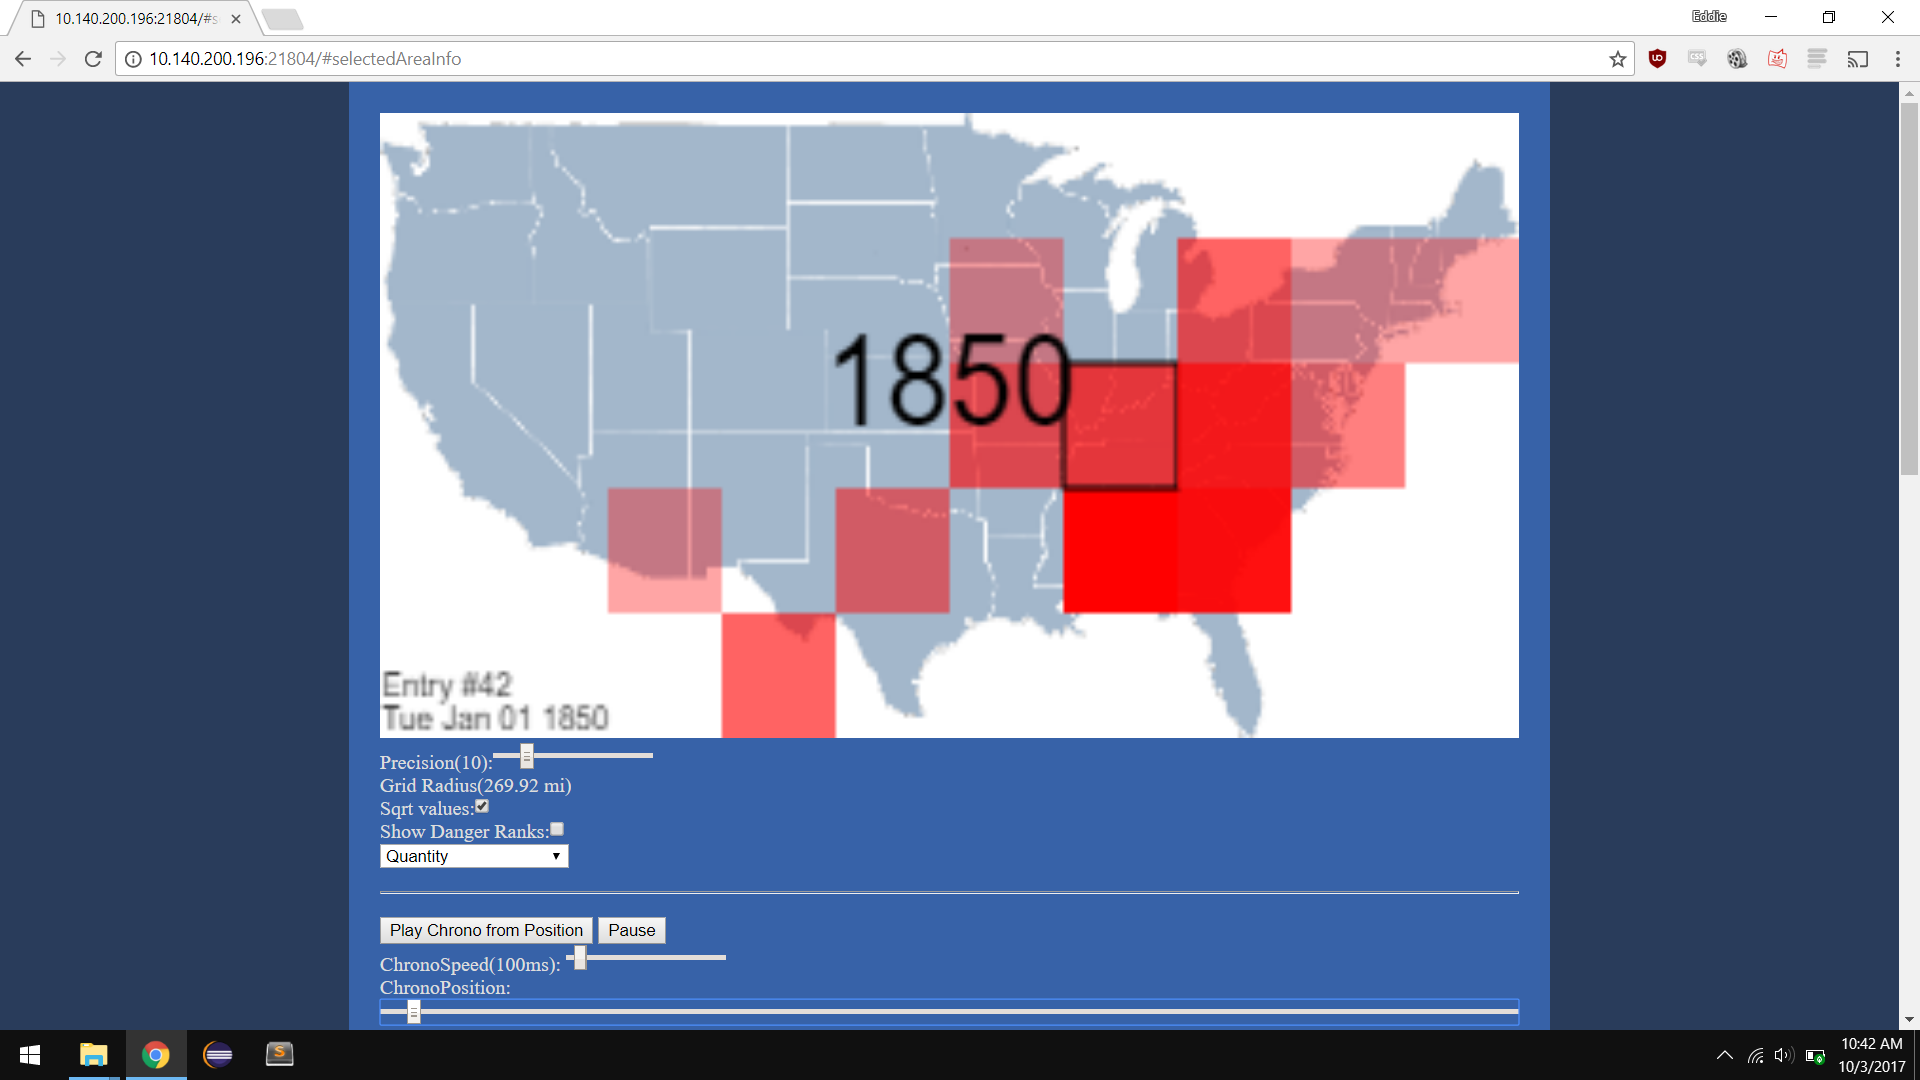 10.140.200.196:21804/#s
Eddie
10.140.200.196:21804/#selectedAreaInfo
1850
Entry #42
Tue Jan 01 1850
Precision(10):
Grid Radius(269.92 mi)
Sqrt values:
Show Danger Ranks:
Quantity
Play Chrono from Position Pause
ChronoSpeed(100ms):
ChronoPosition:
10:42 AM
10/3/2017